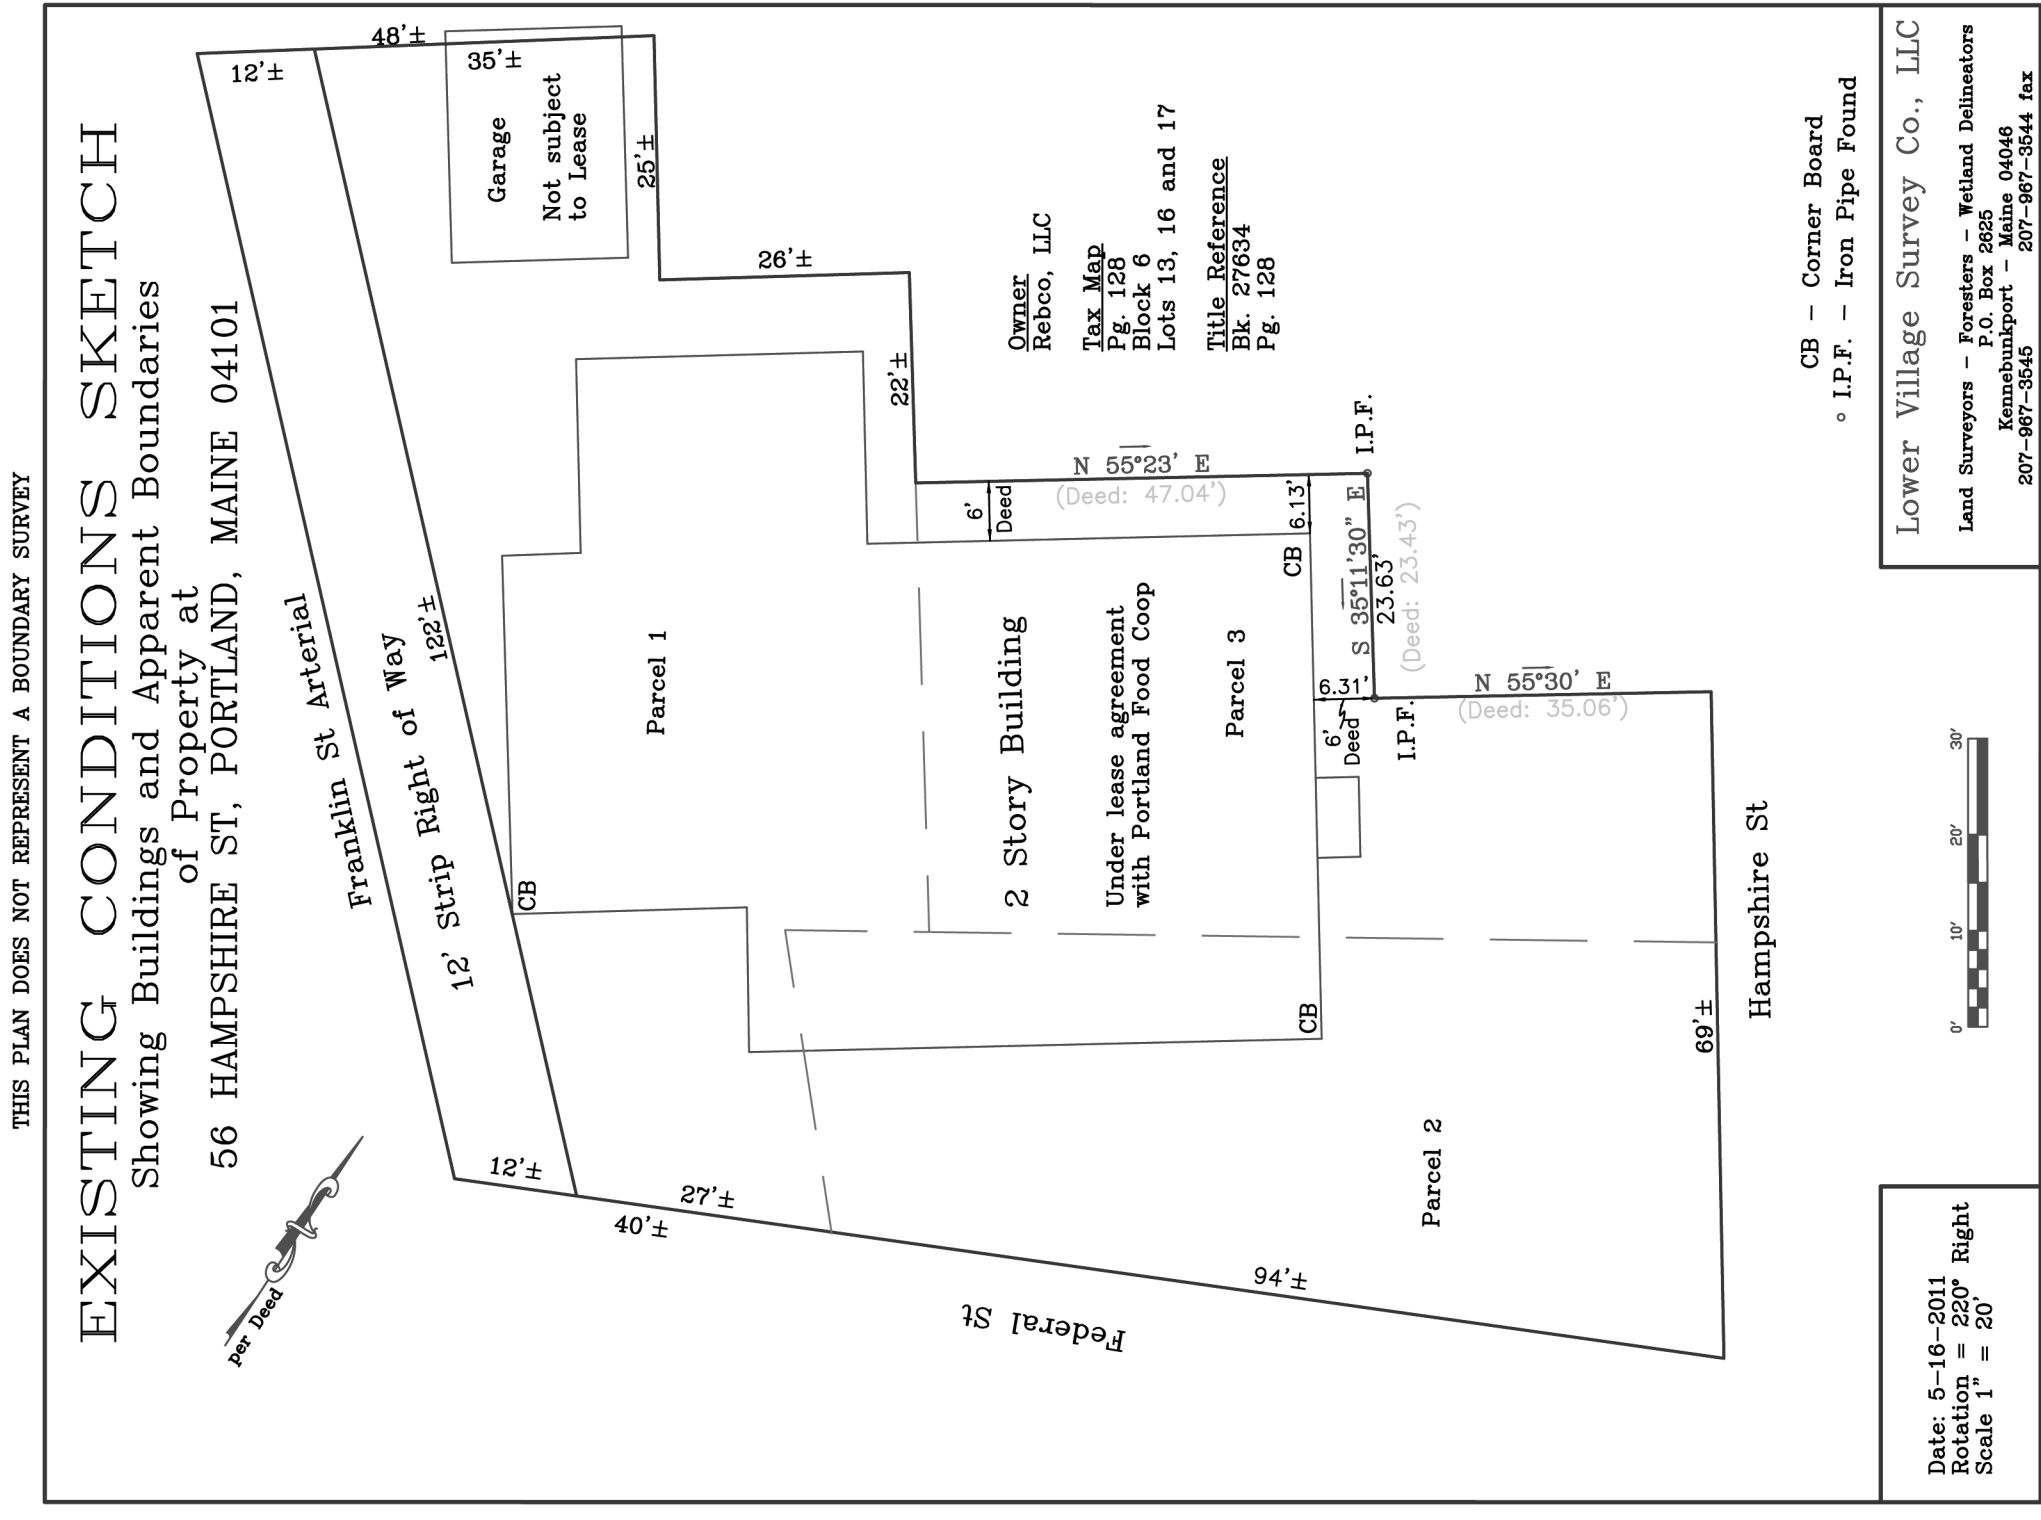 THIS PLAN DOES NOT REPRESENT A BOUNDARY SURVEY
EXISTING CONDITIONS SKETCH
Showing Buildings and Apparent Boundaries
of Property at
56 HAMPSHIRE ST, PORTLAND, MAINE 04101
per Deed
Franklin St Arterial
12' Strip Right of Way
122'±
12'±
48'±
35'±
Garage
Not subject
to Lease
25'±
26'±
22'±
Owner
Rebco, LLC
Tax Map
Pg. 128
Block 6
Lots 13, 16 and 17
Title Reference
Bk. 27634
Pg. 128
Parcel 1
CB
2 Story Building
Under lease agreement
with Portland Food Coop
Parcel 3
6'
Deed
N 55°23' E
(Deed: 47.04')
6.13'
CB
I.P.F.
S 35°11'30" E
23.63'
(Deed: 23.43')
6.31'
6'
Deed
I.P.F.
N 55°30' E
(Deed: 35.06')
CB
12'±
27'±
40'±
94'±
Federal St
Parcel 2
69'±
Hampshire St
CB - Corner Board
I.P.F. - Iron Pipe Found
0' 10' 20' 30'
Date: 5-16-2011
Rotation = 220° Right
Scale 1" = 20'
Lower Village Survey Co., LLC
Land Surveyors - Foresters - Wetland Delineators
P.O. Box 2625
Kennebunkport - Maine 04046
207-967-3545 207-967-3544 fax